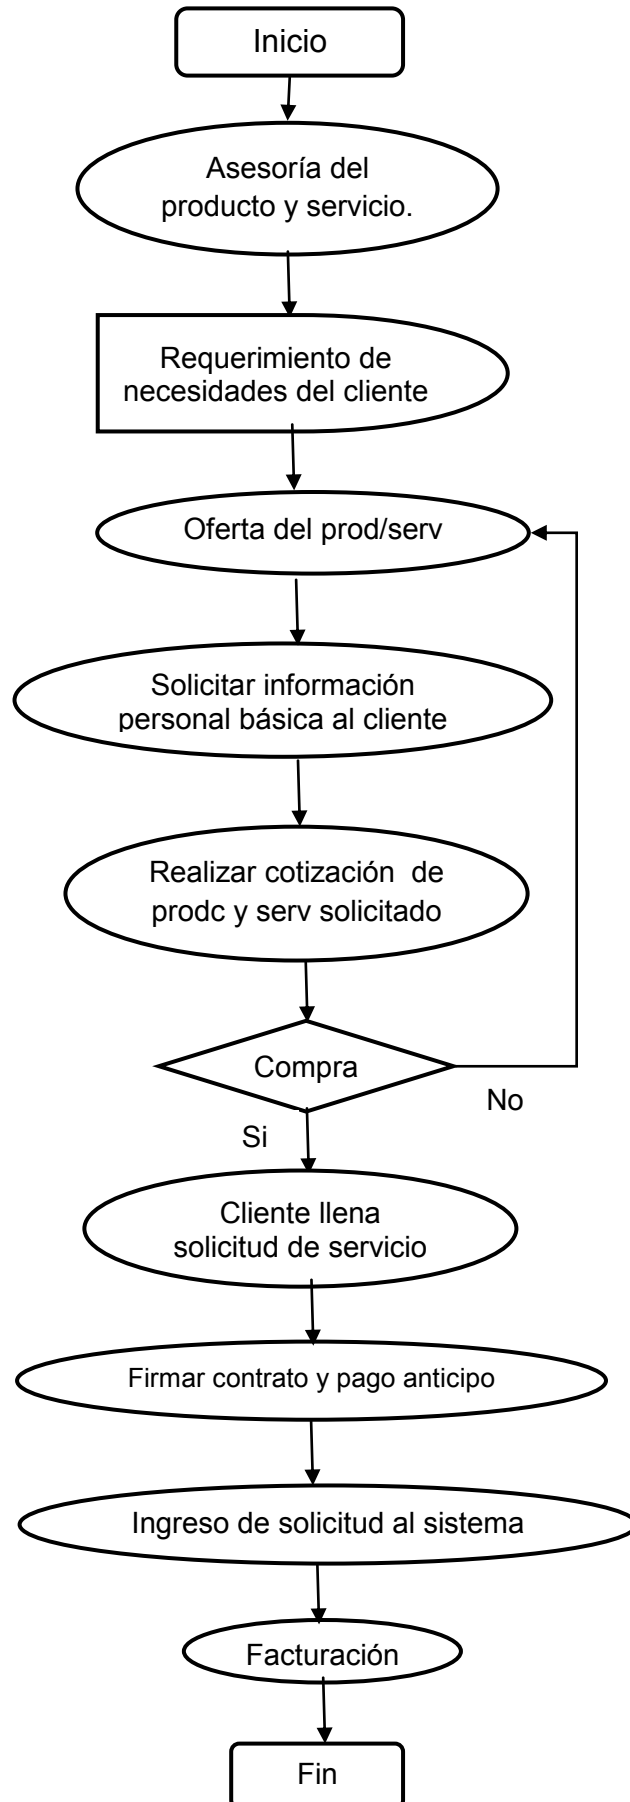 Inicio
Asesoría del
producto y servicio.
Requerimiento de
necesidades del cliente
Oferta del prod/serv
Solicitar información
personal básica al cliente
Realizar cotización de
prodc y serv solicitado
Compra
No
Si
Cliente llena
solicitud de servicio
Firmar contrato y pago anticipo
Ingreso de solicitud al sistema
Facturación
Fin